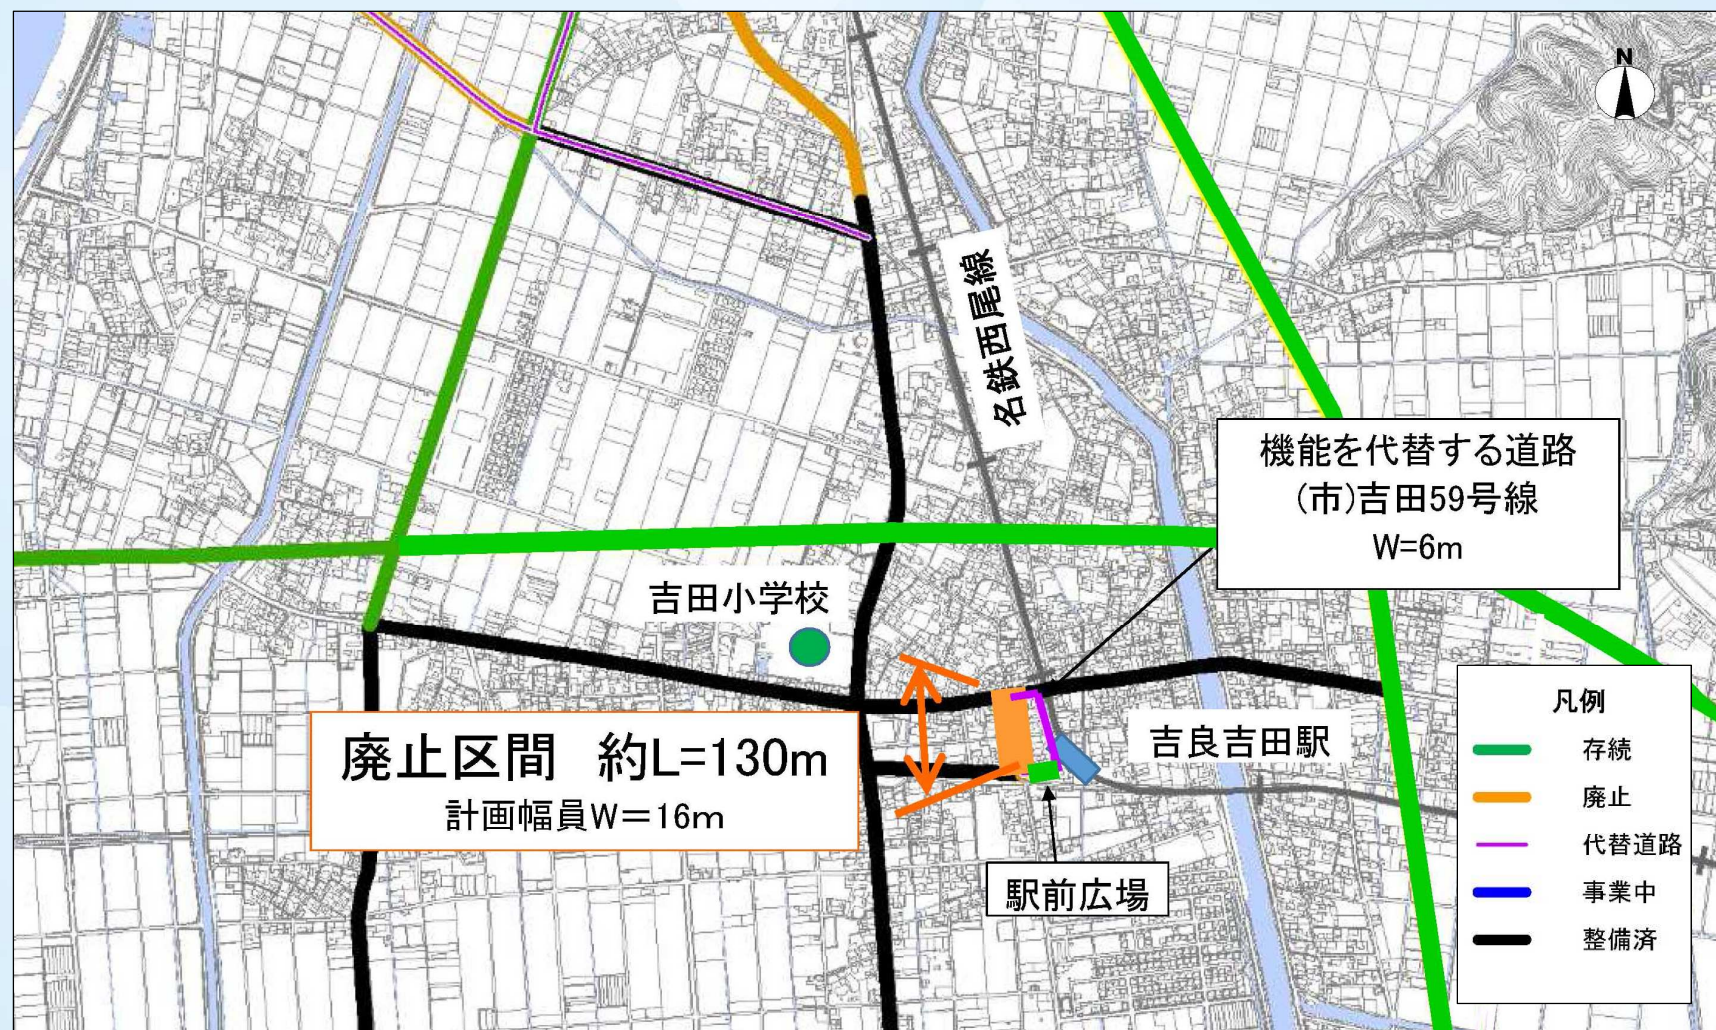 N
名鉄西尾線
機能を代替する道路
(市)吉田59号線
W=6m
吉田小学校
廃止区間 約L=130m
計画幅員W=16m
吉良吉田駅
駅前広場
凡例
存続
廃止
代替道路
事業中
整備済